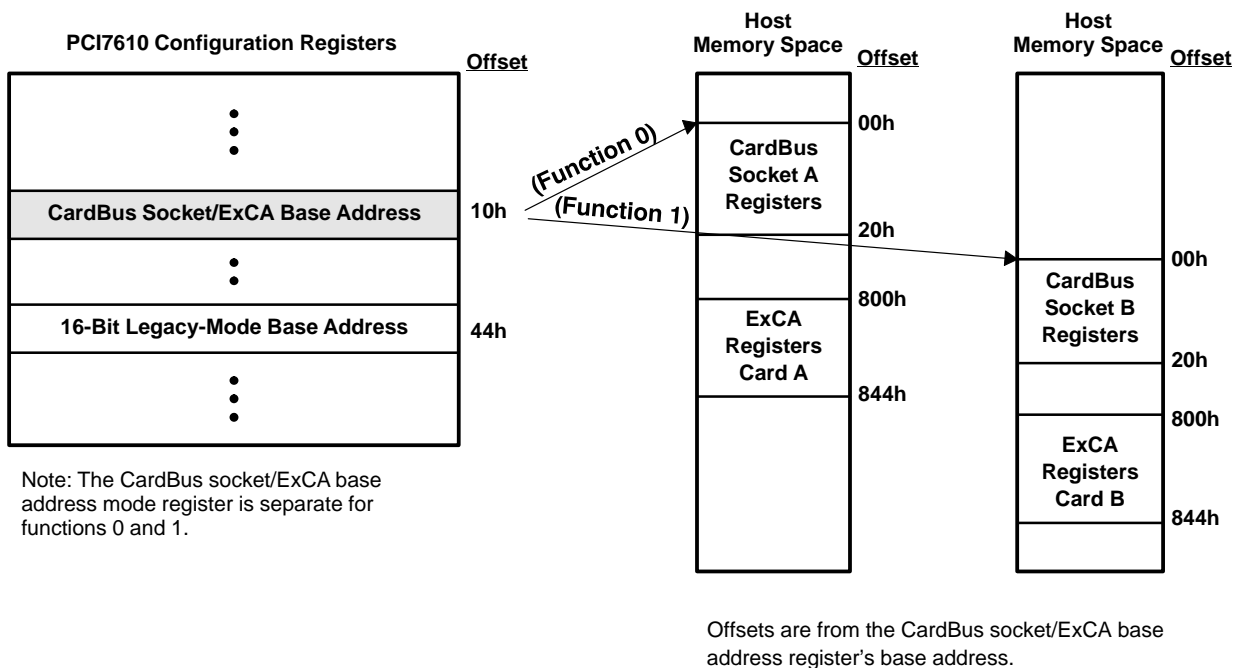 PCI7610 Configuration Registers
Offset
CardBus Socket/ExCA Base Address
10h
16-Bit Legacy-Mode Base Address
44h
Note: The CardBus socket/ExCA base
address mode register is separate for
functions 0 and 1.
(Function 0)
(Function 1)
Host
Memory Space
Offset
00h
CardBus
Socket A
Registers
20h
800h
ExCA
Registers
Card A
844h
Host
Memory Space
Offset
00h
CardBus
Socket B
Registers
20h
800h
ExCA
Registers
Card B
844h
Offsets are from the CardBus socket/ExCA base
address register's base address.